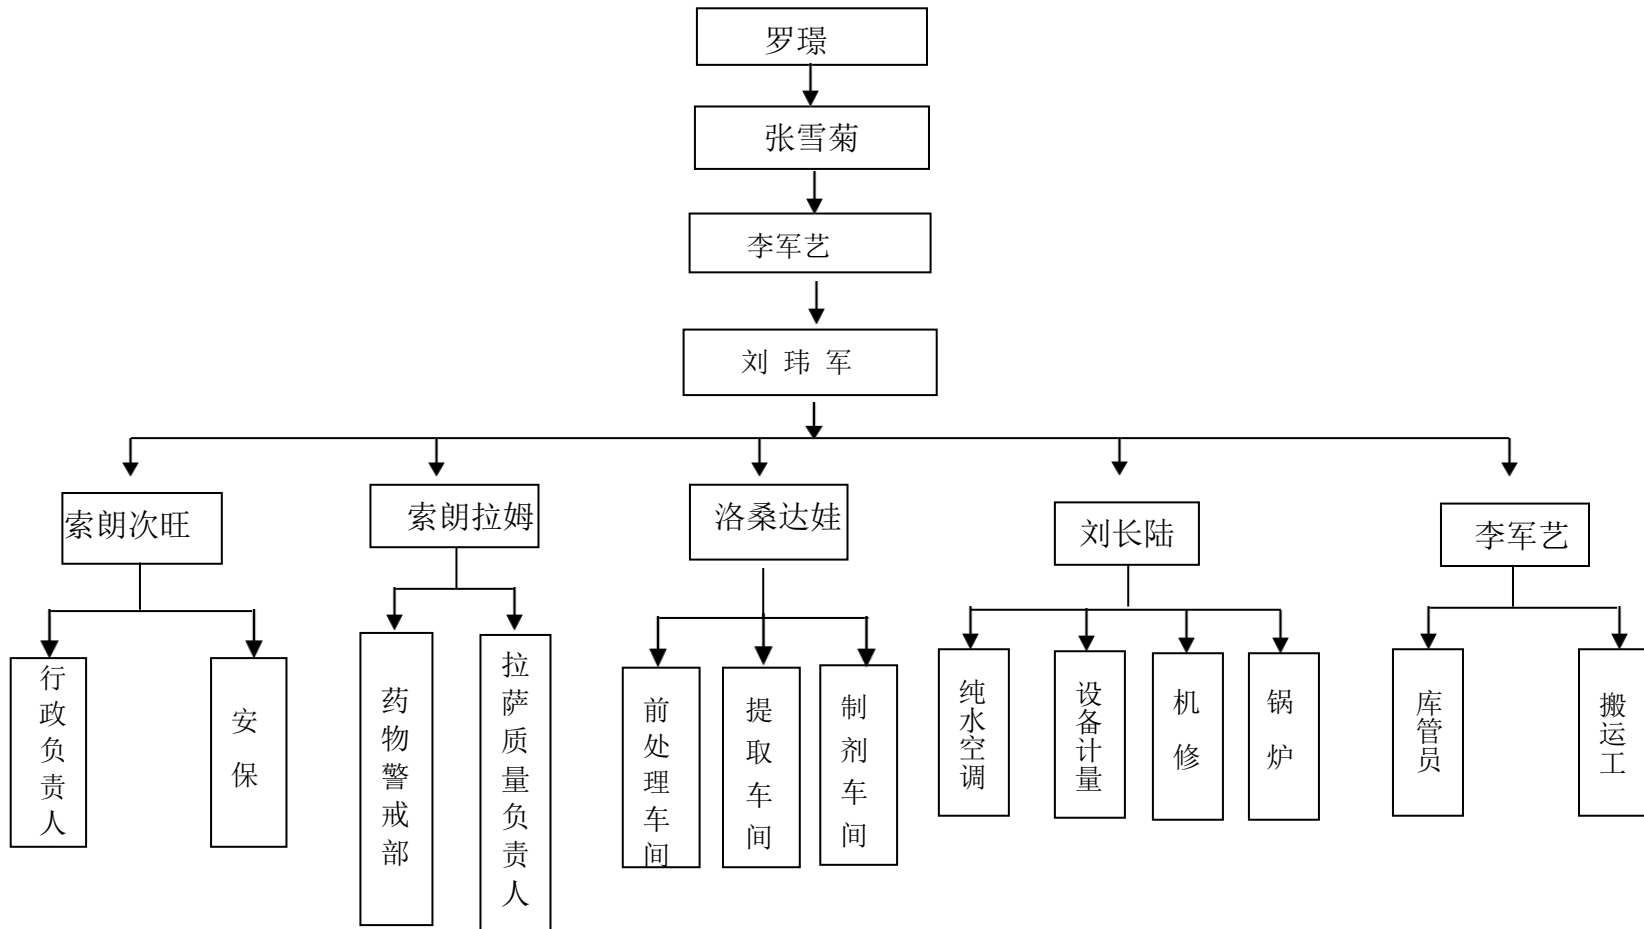 罗璟
张雪菊
李军艺
刘 玮 军
索朗次旺
索朗拉姆
洛桑达娃
刘长陆
李军艺
行政负责人
安保
药物警戒部
拉萨质量负责人
前处理车间
提取车间
制剂车间
纯水空调
设备计量
机修
锅炉
库管员
搬运工